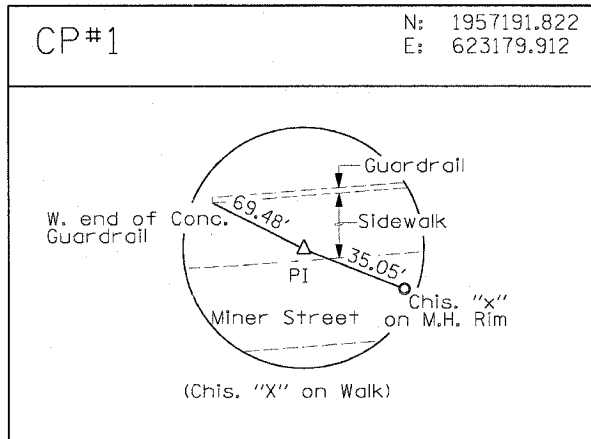 CP#1
N: 1957191.822
E: 623179.912
Guardrail
W. end of Conc.
Guardrail
69.48'
Sidewalk
35.05'
PI
Chis. "x"
on M.H. Rim
Miner Street
(Chis. "X" on Walk)